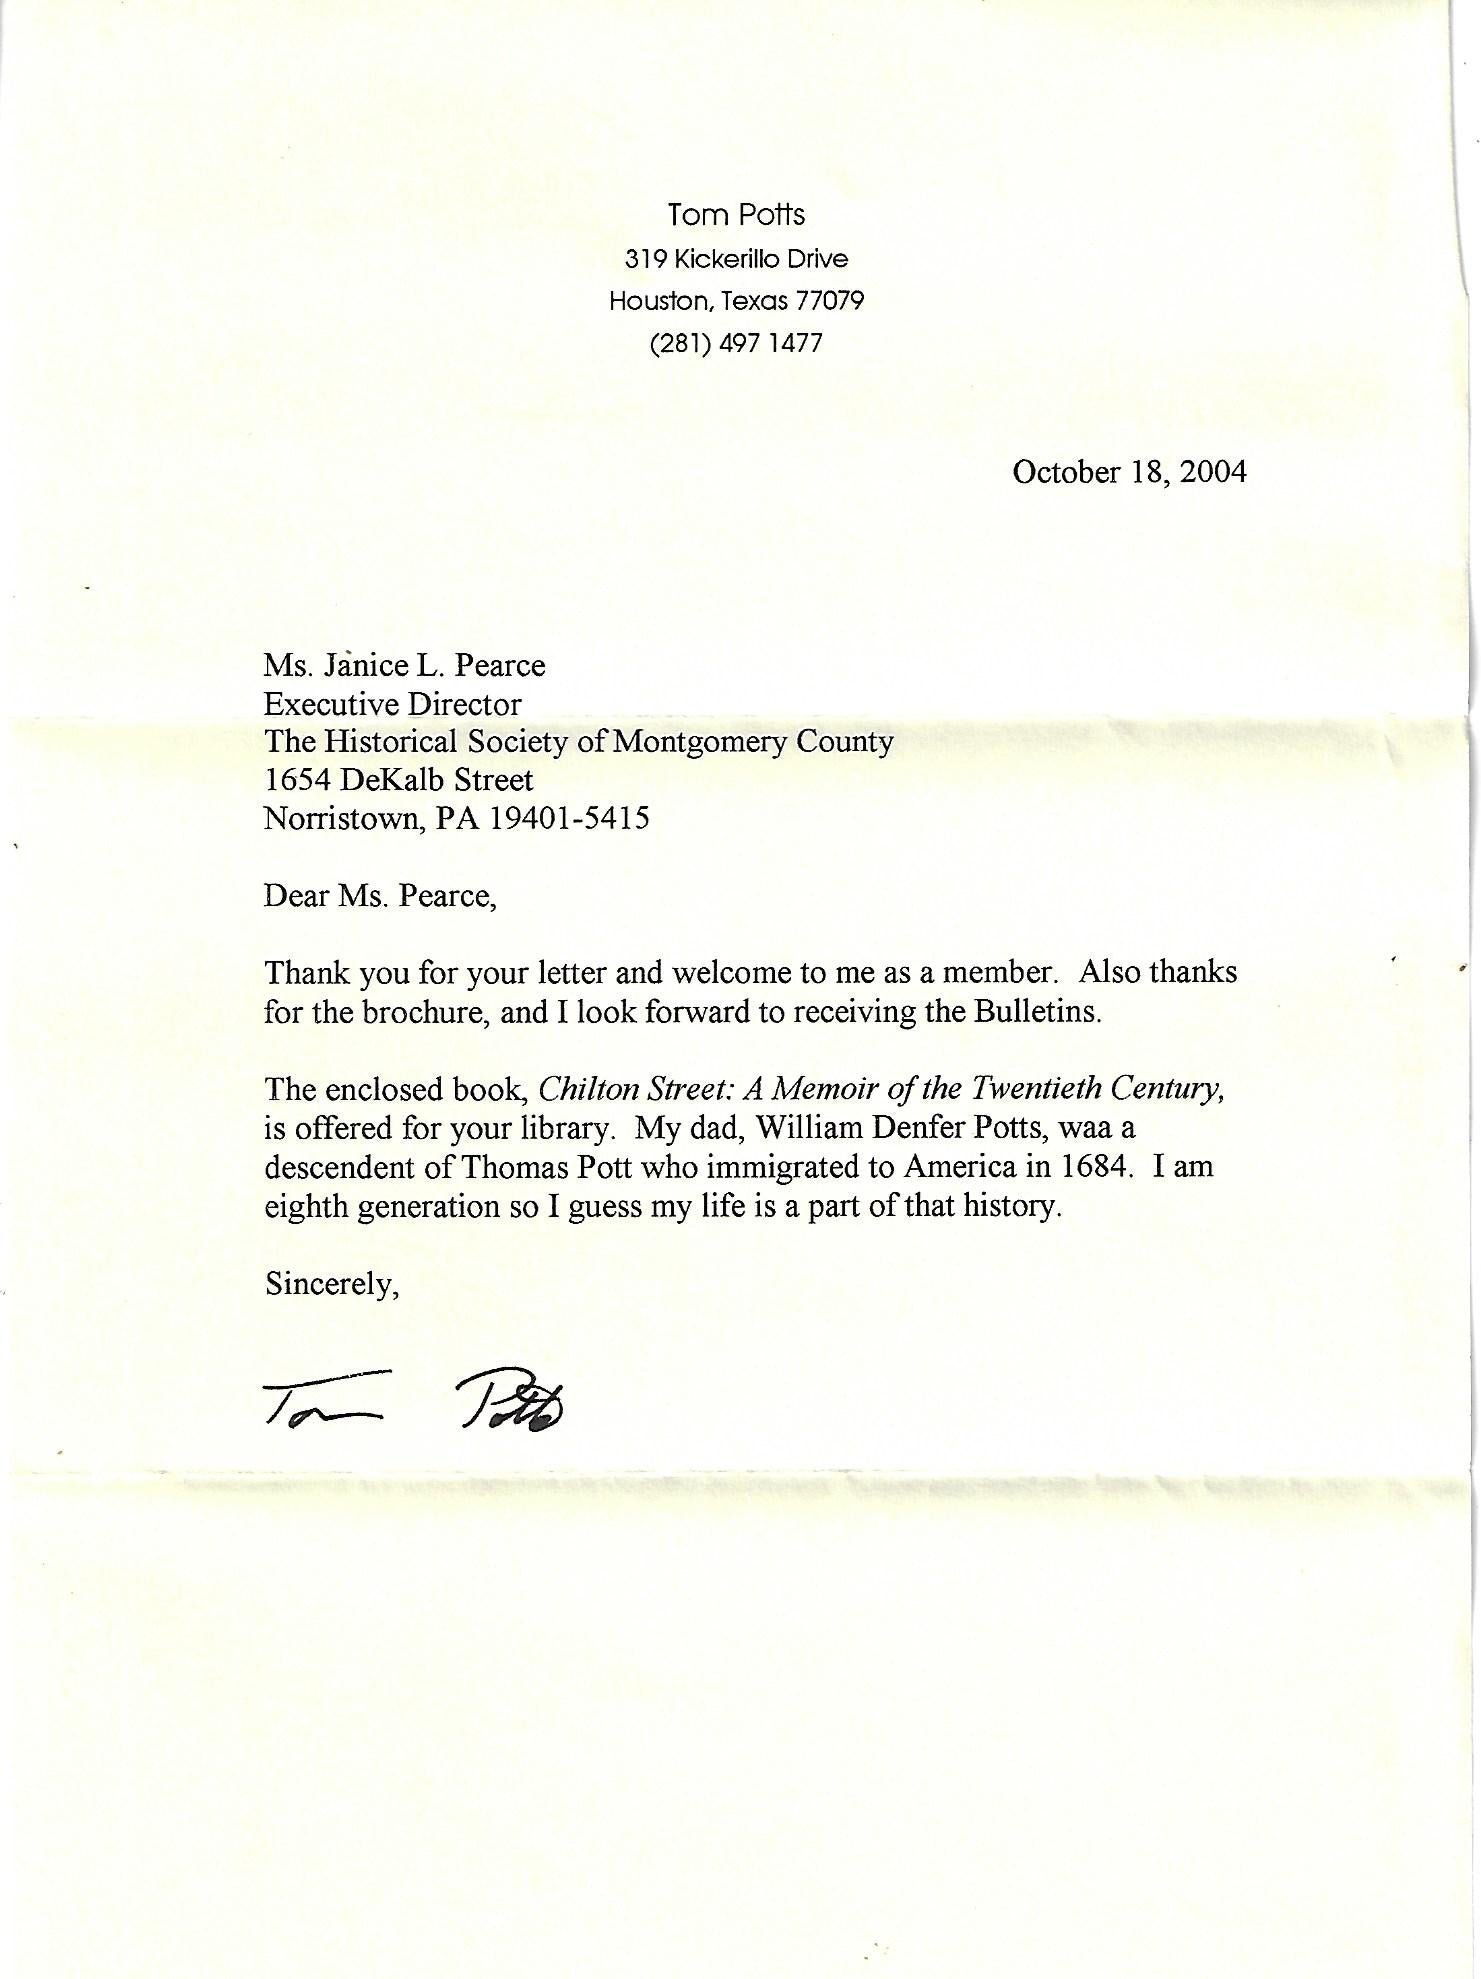 Tom Potts
319 Kickerillo Drive
Houston, Texas 77079
(281) 497 1477
October 18, 2004
Ms. Janice L. Pearce
Executive Director
The Historical Society of Montgomery County
1654 DeKalb Street
Norristown, PA 19401-5415
Dear Ms. Pearce,
Thank you for your letter and welcome to me as a member. Also thanks
for the brochure, and I look forward to receiving the Bulletins.
The enclosed book, Chilton Street: A Memoir of the Twentieth Century,
is offered for your library. My dad, William Denfer Potts, waa a
descendent of Thomas Pott who immigrated to America in 1684. I am
eighth generation so I guess my life is a part of that history.
Sincerely,
Tom Potts